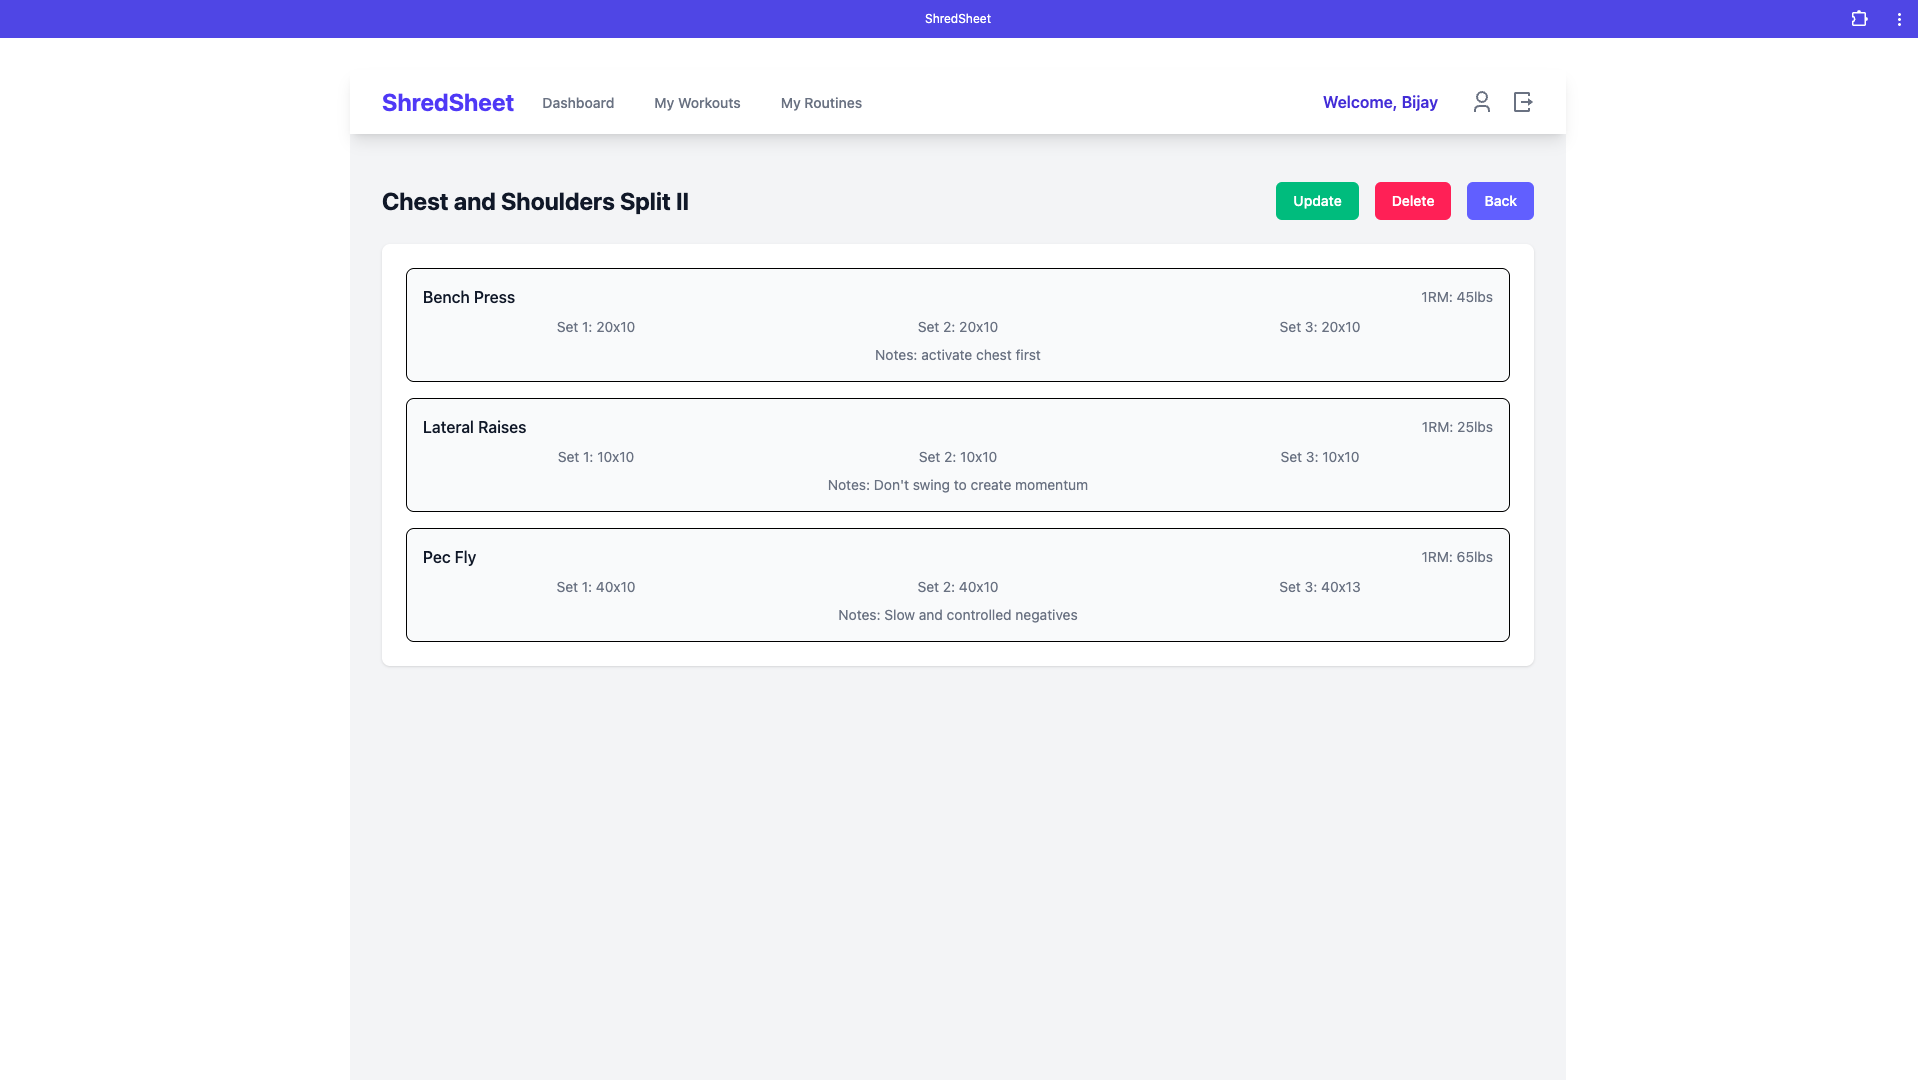 ShredSheet
ShredSheet Dashboard My Workouts My Routines Welcome, Bijay
Chest and Shoulders Split II Update Delete Back
Bench Press 1RM: 45lbs
Set 1: 20x10 Set 2: 20x10 Set 3: 20x10
Notes: activate chest first
Lateral Raises 1RM: 25lbs
Set 1: 10x10 Set 2: 10x10 Set 3: 10x10
Notes: Don't swing to create momentum
Pec Fly 1RM: 65lbs
Set 1: 40x10 Set 2: 40x10 Set 3: 40x13
Notes: Slow and controlled negatives